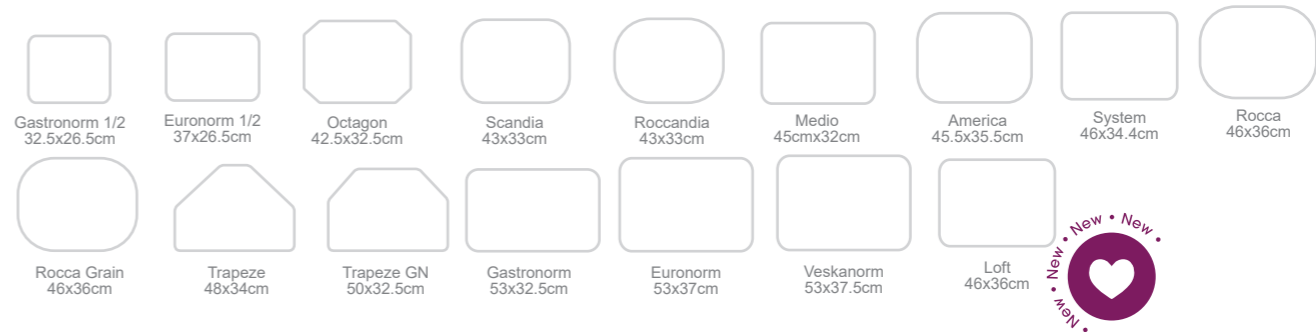 Gastronorm 1/2
32.5x26.5cm
Euronorm 1/2
37x26.5cm
Octagon
42.5x32.5cm
Scandia
43x33cm
Roccandia
43x33cm
Medio
45cmx32cm
America
45.5x35.5cm
System
46x34.4cm
Rocca
46x36cm
Rocca Grain
46x36cm
Trapeze
48x34cm
Trapeze GN
50x32.5cm
Gastronorm
53x32.5cm
Euronorm
53x37cm
Veskanorm
53x37.5cm
Loft
46x36cm
• New • New • New • New •